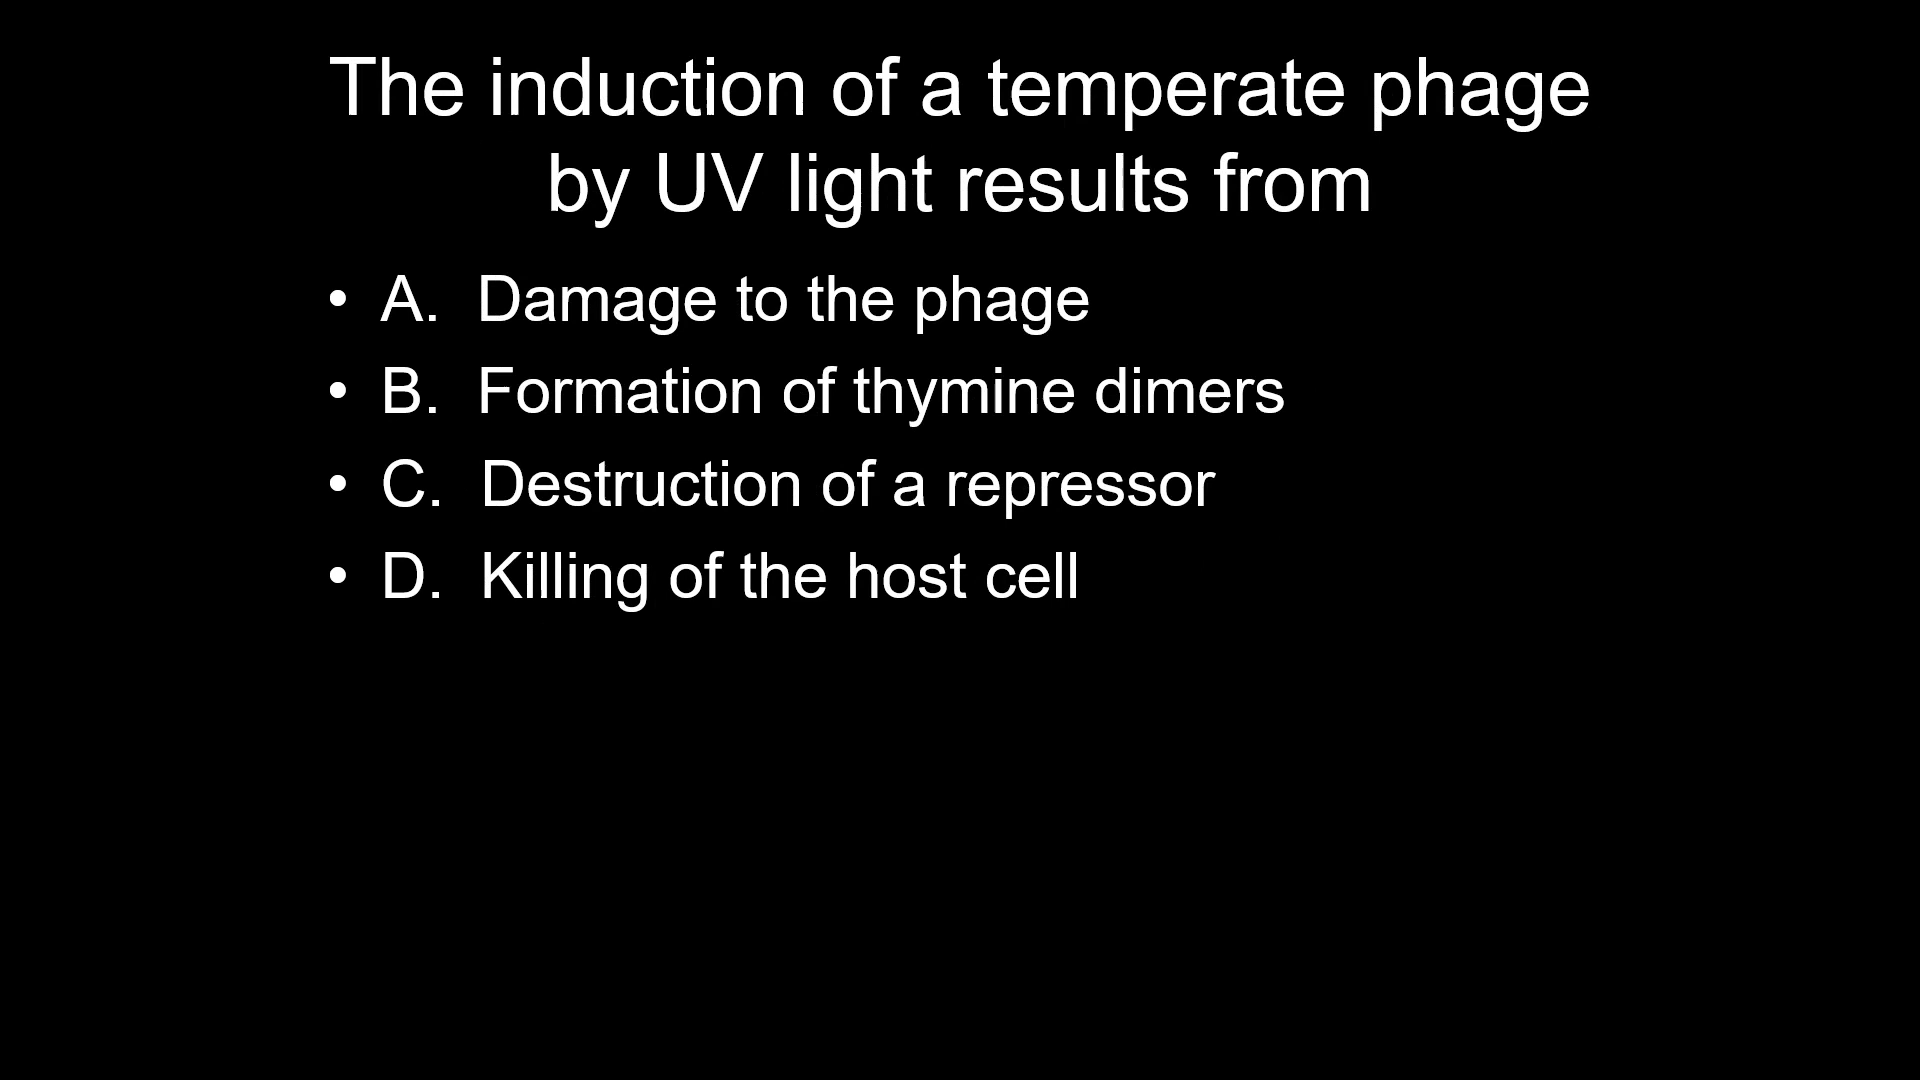 The induction of a temperate phage
by UV light results from
• A. Damage to the phage
• B. Formation of thymine dimers
• C. Destruction of a repressor
• D. Killing of the host cell